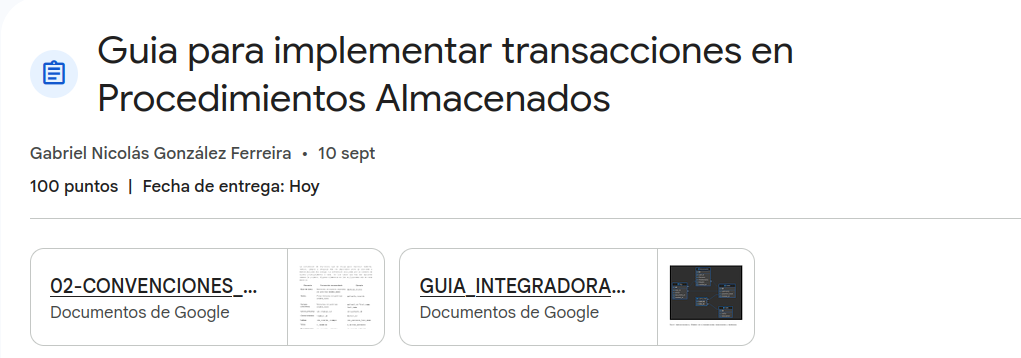 Guia para implementar transacciones en
Procedimientos Almacenados
Gabriel Nicolás González Ferreira • 10 sept
100 puntos | Fecha de entrega: Hoy
02-CONVENCIONES_...
Documentos de Google
GUIA_INTEGRADORA...
Documentos de Google